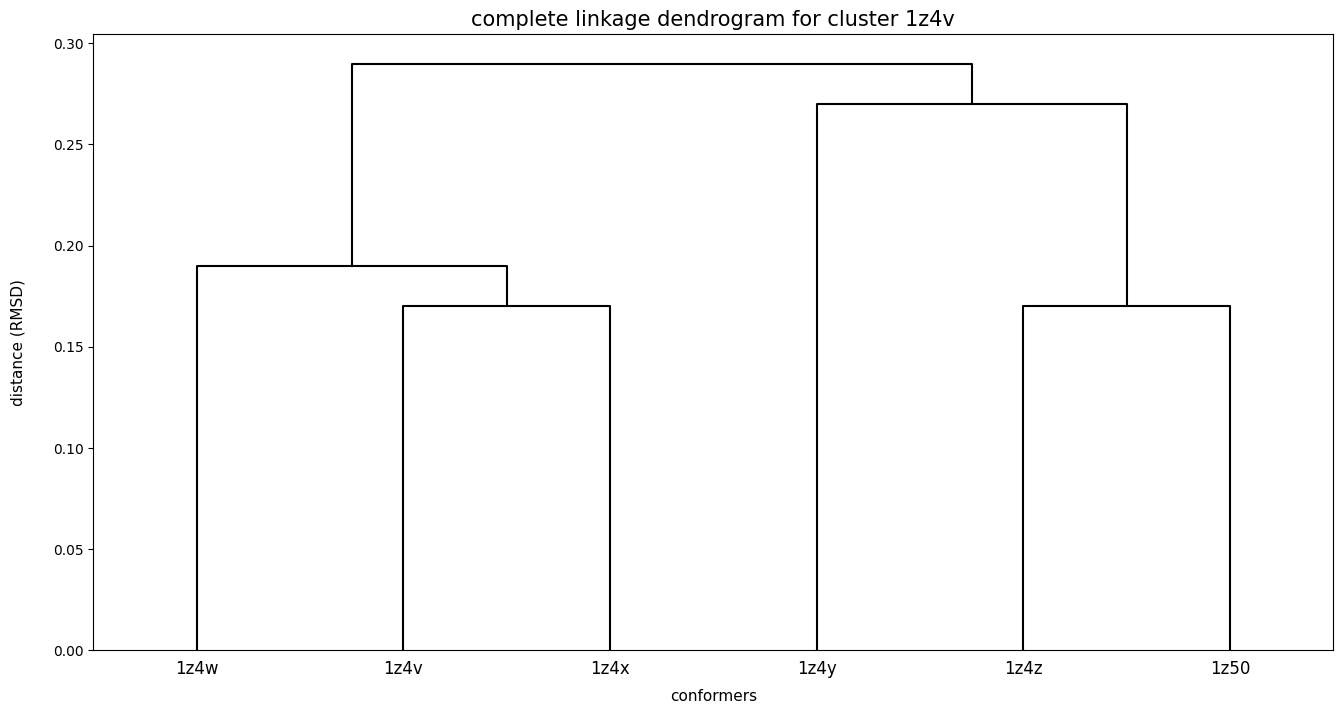 complete linkage dendrogram for cluster 1z4v
0.30
0.25
0.20
0.15
0.10
0.05
0.00
distance (RMSD)
1z4w 1z4v 1z4x 1z4y 1z4z 1z50
conformers